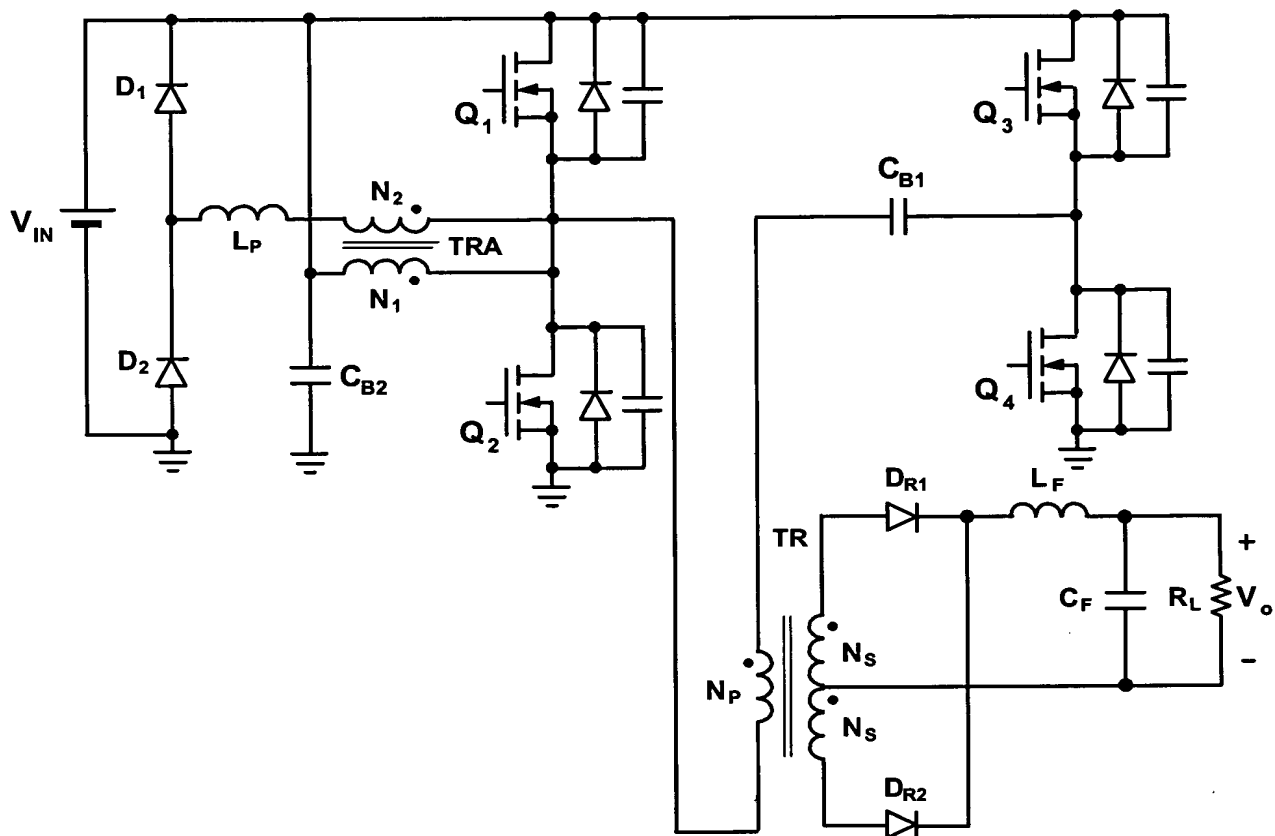 D1
Q1
Q3
CB1
VIN
N2
LP
TRA
N1
D2
CB2
Q2
Q4
DR1
LF
TR
+
CF
RL
Vo
NS
NP
-
NS
DR2